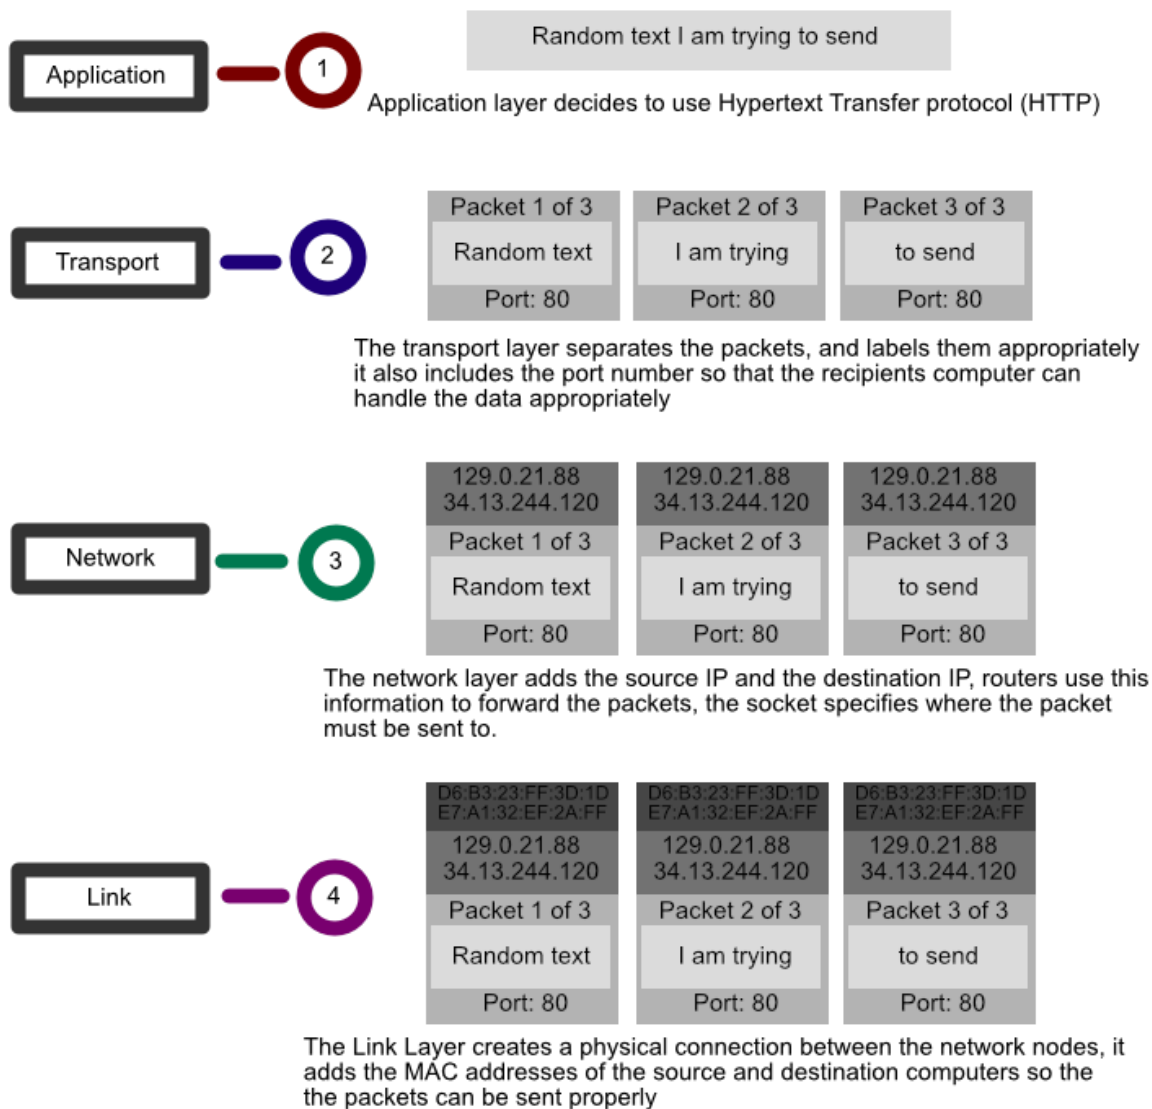 Application
1
Random text I am trying to send
Application layer decides to use Hypertext Transfer protocol (HTTP)
Transport
2
Packet 1 of 3
Random text
Port: 80
Packet 2 of 3
I am trying
Port: 80
Packet 3 of 3
to send
Port: 80
The transport layer separates the packets, and labels them appropriately
it also includes the port number so that the recipients computer can
handle the data appropriately
Network
3
129.0.21.88
34.13.244.120
Packet 1 of 3
Random text
Port: 80
129.0.21.88
34.13.244.120
Packet 2 of 3
I am trying
Port: 80
129.0.21.88
34.13.244.120
Packet 3 of 3
to send
Port: 80
The network layer adds the source IP and the destination IP, routers use this
information to forward the packets, the socket specifies where the packet
must be sent to.
Link
4
D6:B3:23:FF:3D:1D
E7:A1:32:EF:2A:FF
129.0.21.88
34.13.244.120
Packet 1 of 3
Random text
Port: 80
D6:B3:23:FF:3D:1D
E7:A1:32:EF:2A:FF
129.0.21.88
34.13.244.120
Packet 2 of 3
I am trying
Port: 80
D6:B3:23:FF:3D:1D
E7:A1:32:EF:2A:FF
129.0.21.88
34.13.244.120
Packet 3 of 3
to send
Port: 80
The Link Layer creates a physical connection between the network nodes, it
adds the MAC addresses of the source and destination computers so the
the packets can be sent properly